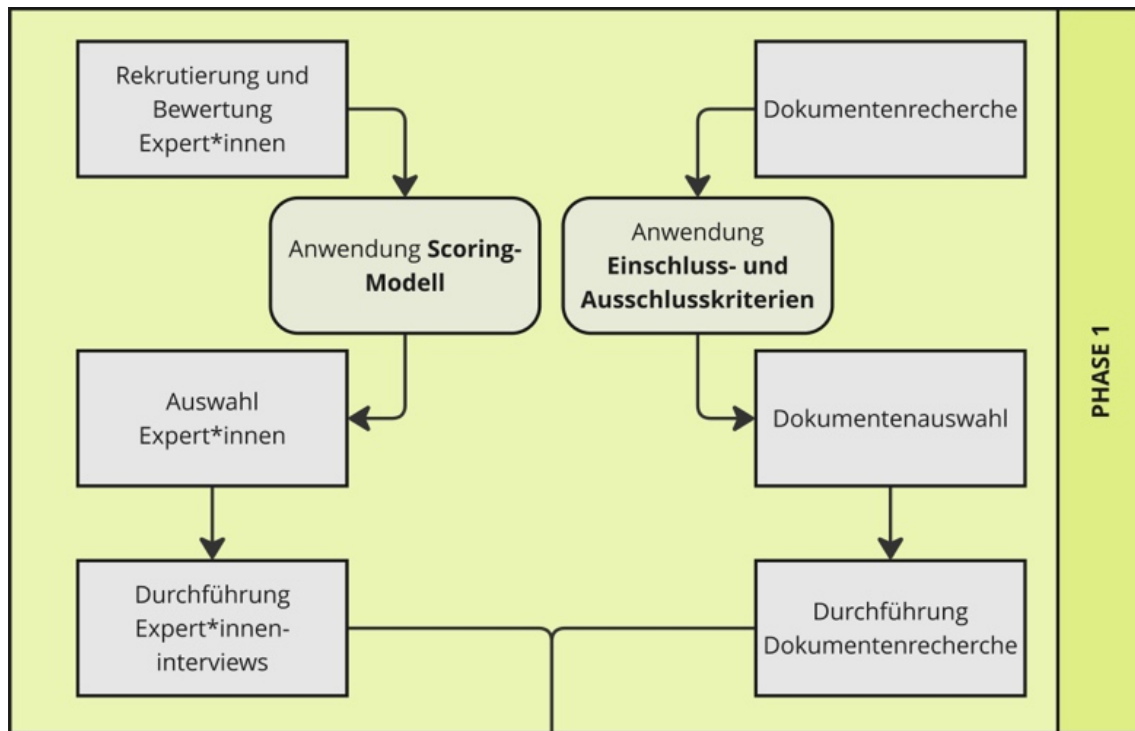 Rekrutierung und
Bewertung
Expert*innen
Dokumentenrecherche
Anwendung Scoring-
Modell
Anwendung
Einschluss- und
Ausschlusskriterien
Auswahl
Expert*innen
Dokumentenauswahl
Durchführung
Expert*innen-
interviews
Durchführung
Dokumentenrecherche
PHASE 1